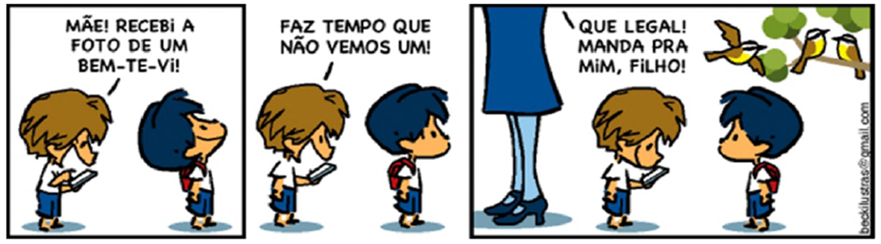 MÃE! RECEBI A
FOTO DE UM
BEM-TE-VI!
FAZ TEMPO QUE
NÃO VEMOS UM!
QUE LEGAL!
MANDA PRA
MIM, FILHO!
beckilustras@gmail.com